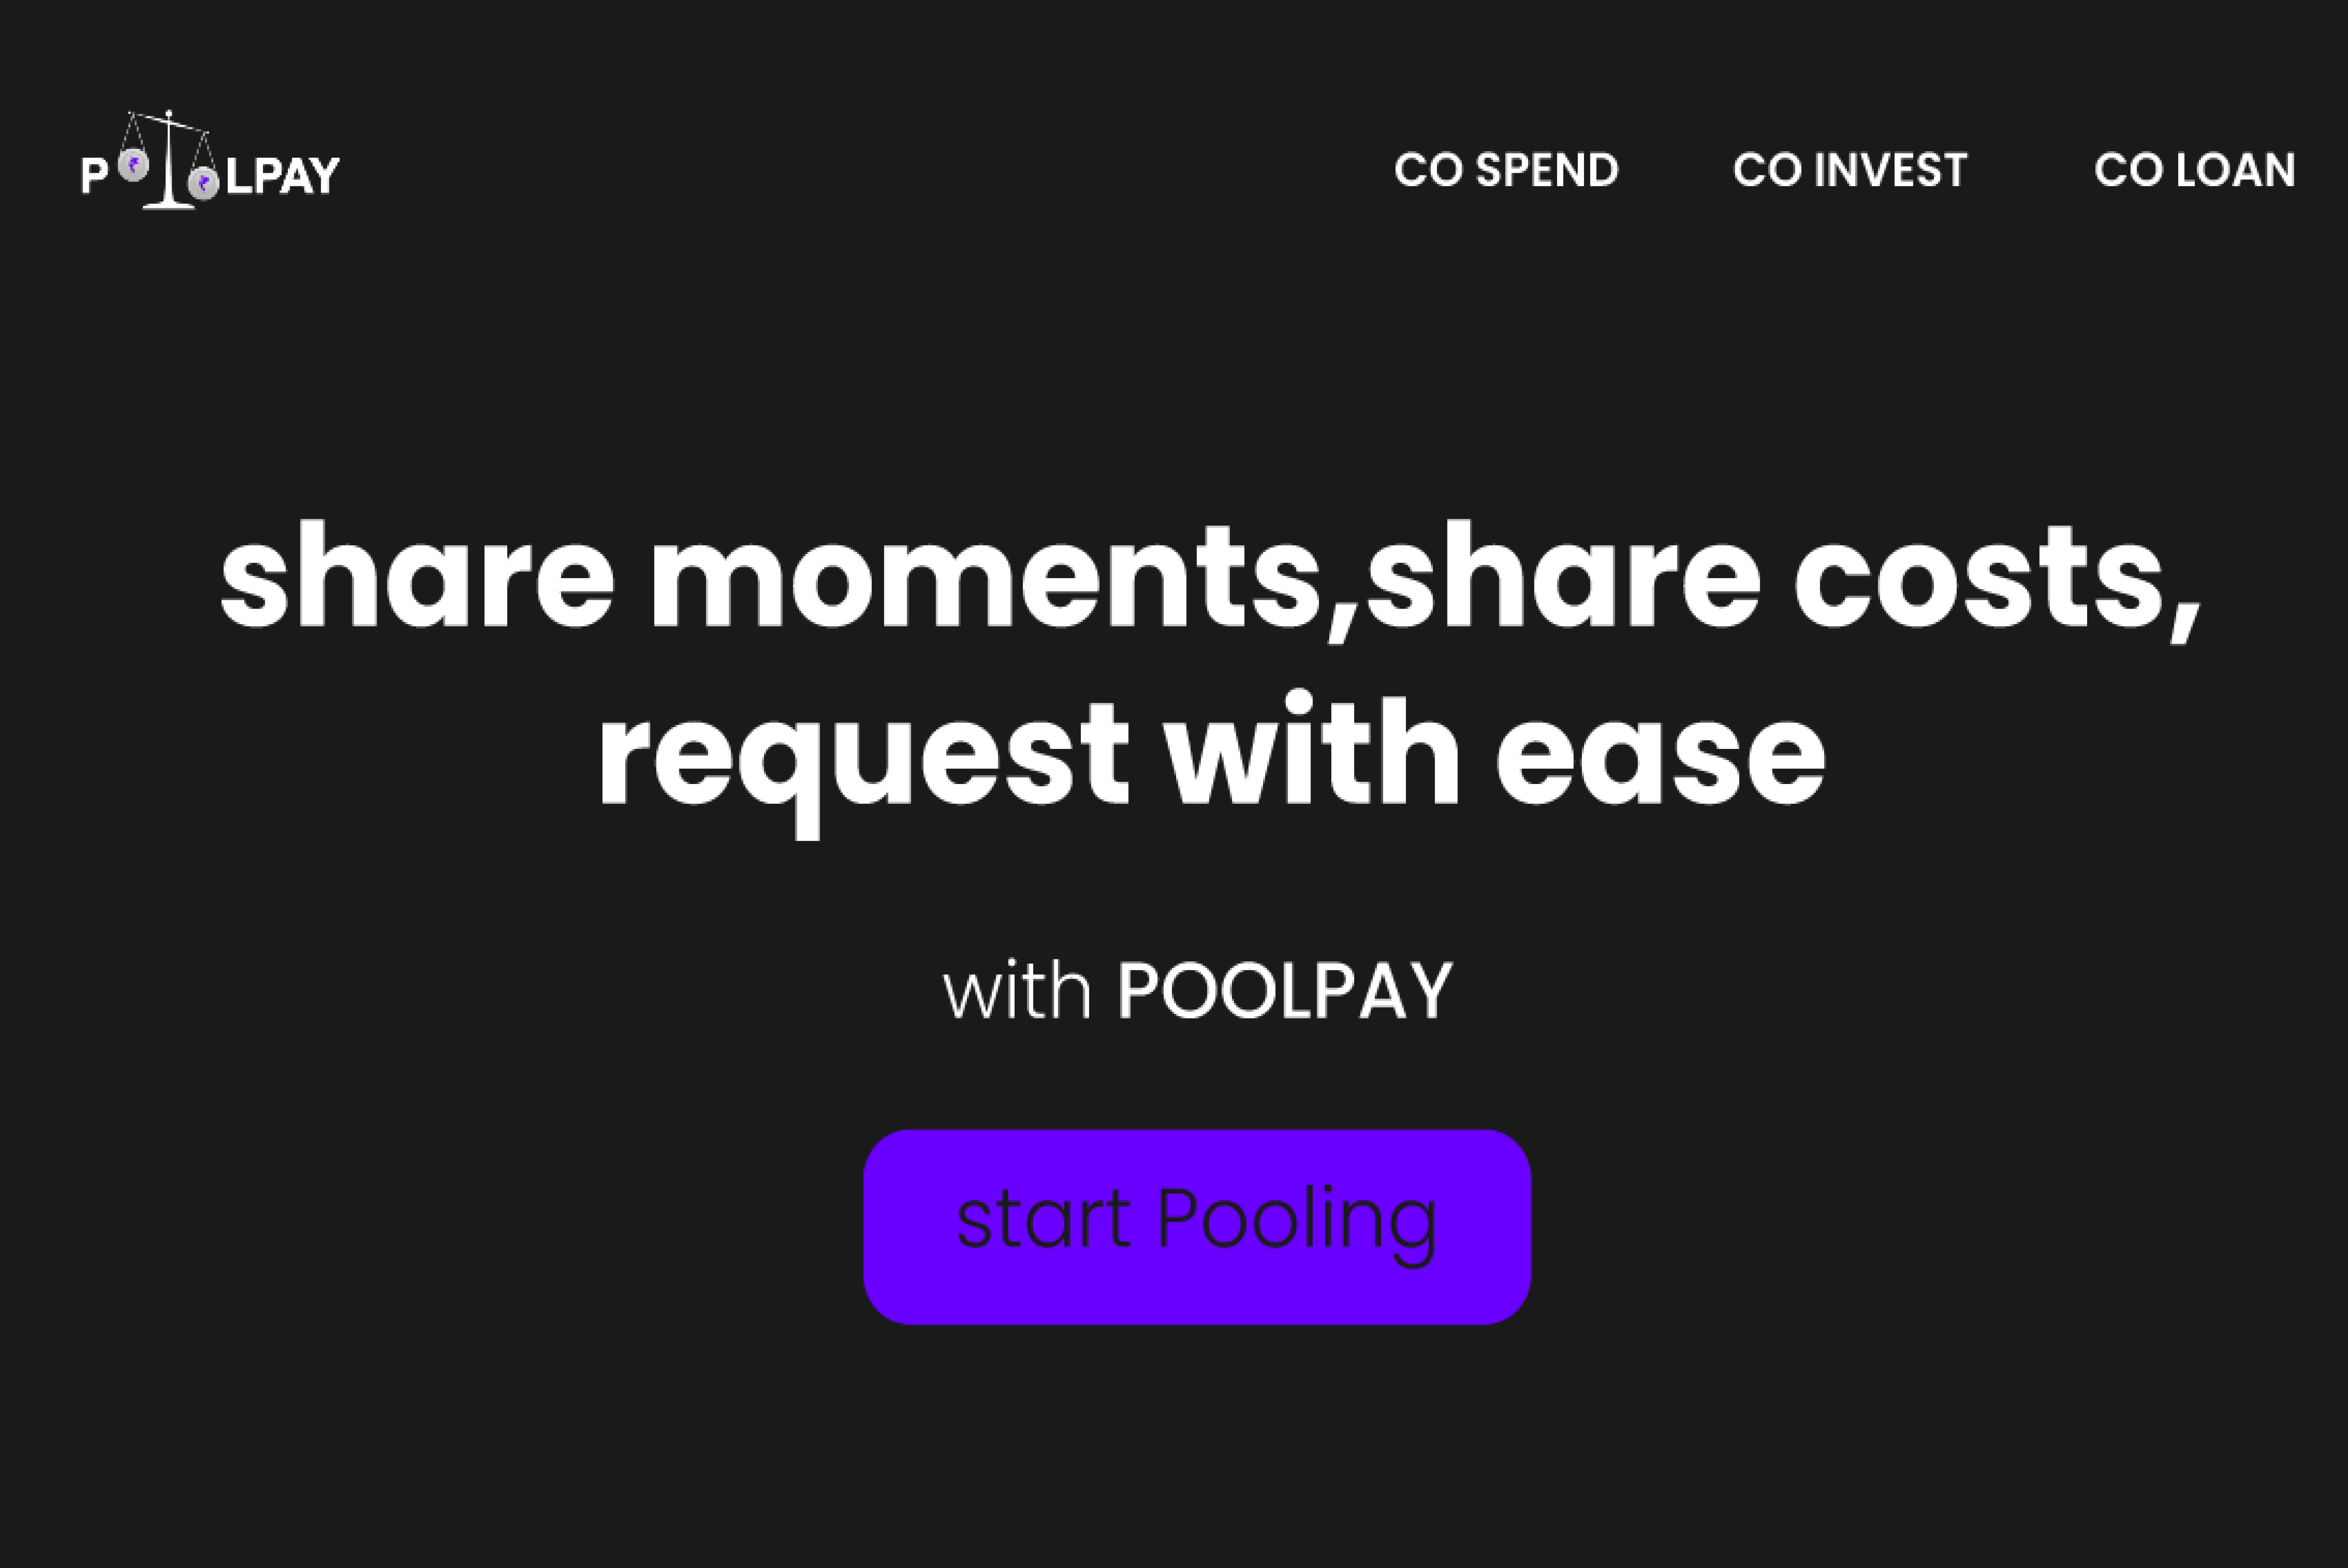 POOLPAY
CO SPEND CO INVEST CO LOAN
share moments,share costs,
request with ease
with POOLPAY
start Pooling